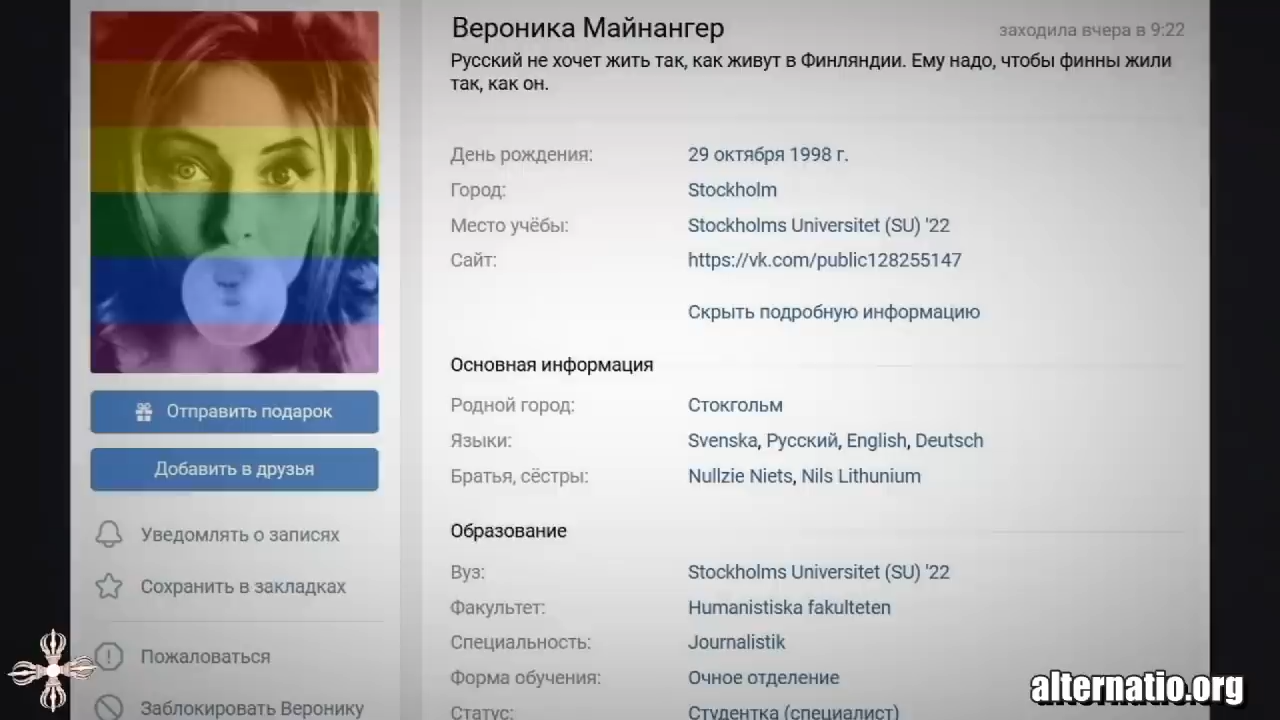 Вероника Майнангер
заходила вчера в 9:22
Русский не хочет жить так, как живут в Финляндии. Ему надо, чтобы финны жили
так, как он.
День рождения: 29 октября 1998 г.
Город: Stockholm
Место учёбы: Stockholms Universitet (SU) '22
Сайт: https://vk.com/public128255147
Скрыть подробную информацию
Основная информация
Родной город: Стокгольм
Языки: Svenska, Русский, English, Deutsch
Братья, сёстры: Nullzie Niets, Nils Lithunium
Образование
Вуз: Stockholms Universitet (SU) '22
Факультет: Humanistiska fakulteten
Специальность: Journalistik
Форма обучения: Очное отделение
Статус: Студентка (специалист)
Отправить подарок
Добавить в друзья
Уведомлять о записях
Сохранить в закладках
Пожаловаться
Заблокировать Веронику
alternatio.org